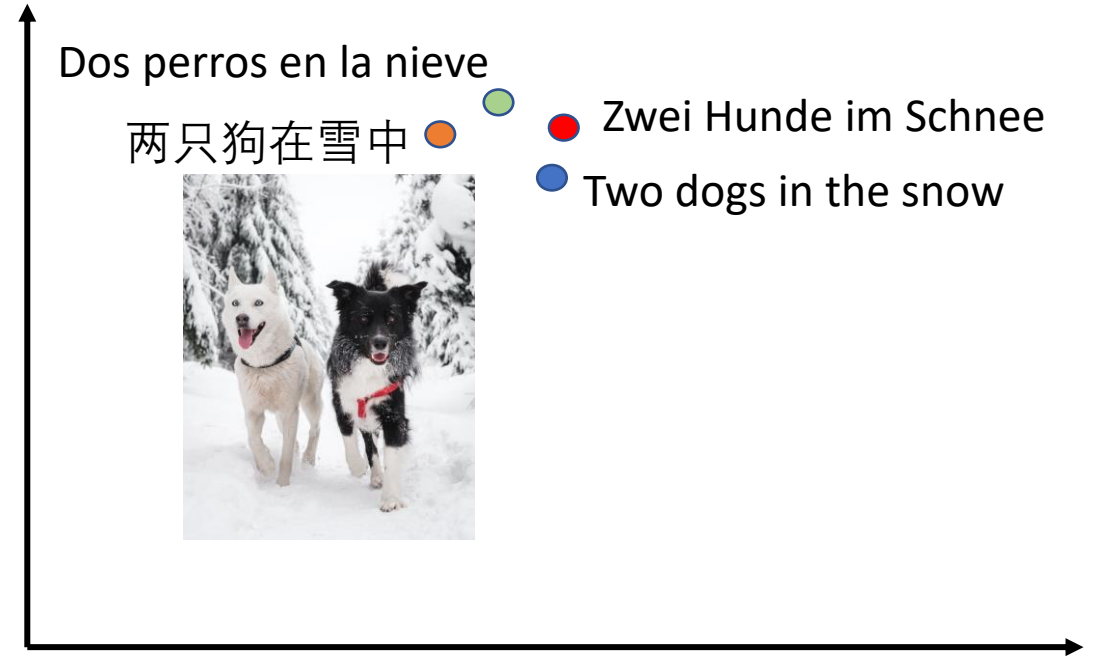 Dos perros en la nieve
Zwei Hunde im Schnee
两只狗在雪中
Two dogs in the snow